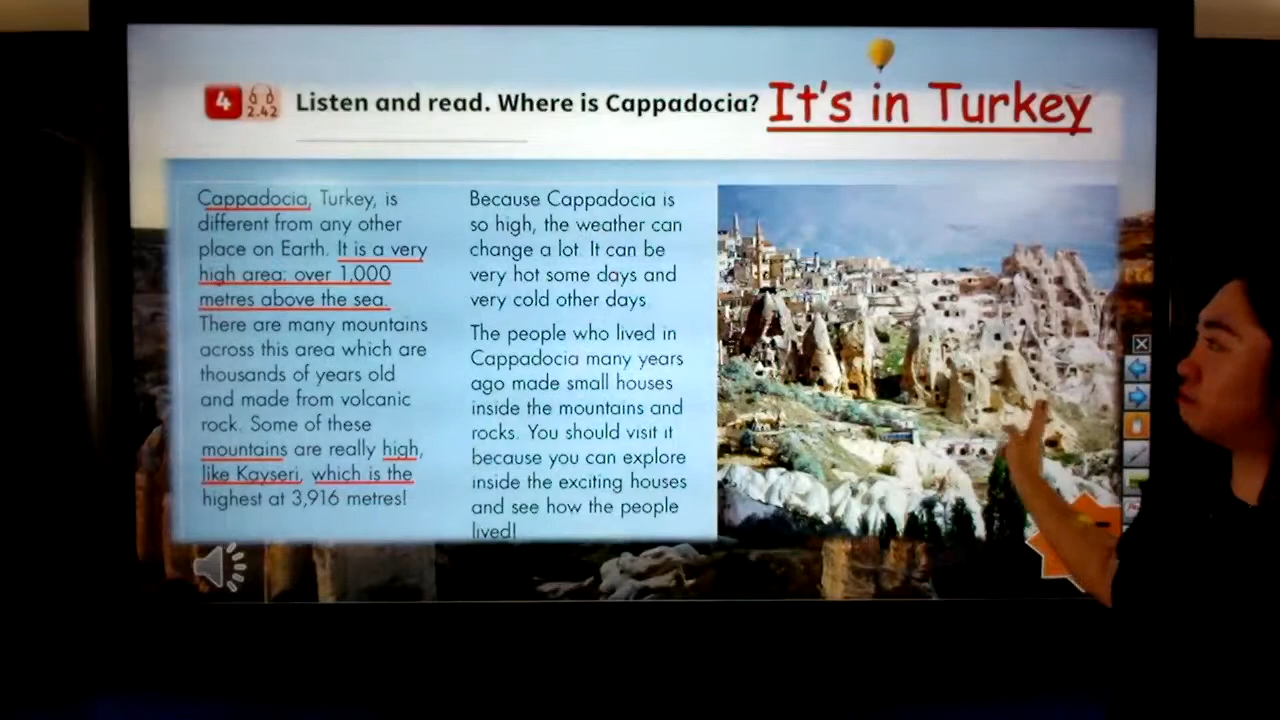 4
2.42
Listen and read. Where is Cappadocia?
It's in Turkey
Cappadocia, Turkey, is
different from any other
place on Earth. It is a very
high area: over 1,000
metres above the sea.
There are many mountains
across this area which are
thousands of years old
and made from volcanic
rock. Some of these
mountains are really high,
like Kayseri, which is the
highest at 3,916 metres!
Because Cappadocia is
so high, the weather can
change a lot. It can be
very hot some days and
very cold other days
The people who lived in
Cappadocia many years
ago made small houses
inside the mountains and
rocks. You should visit it
because you can explore
inside the exciting houses
and see how the people
lived!